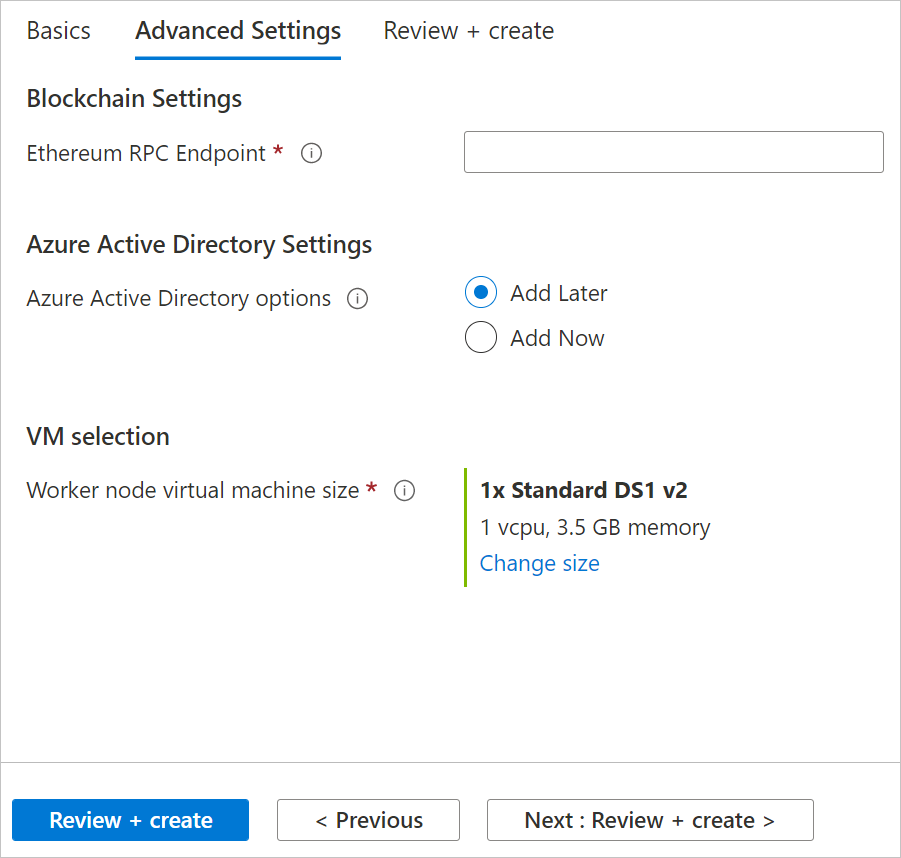 Basics Advanced Settings Review + create
Blockchain Settings
Ethereum RPC Endpoint *
Azure Active Directory Settings
Azure Active Directory options
Add Later
Add Now
VM selection
Worker node virtual machine size *
1x Standard DS1 v2
1 vcpu, 3.5 GB memory
Change size
Review + create < Previous Next : Review + create >